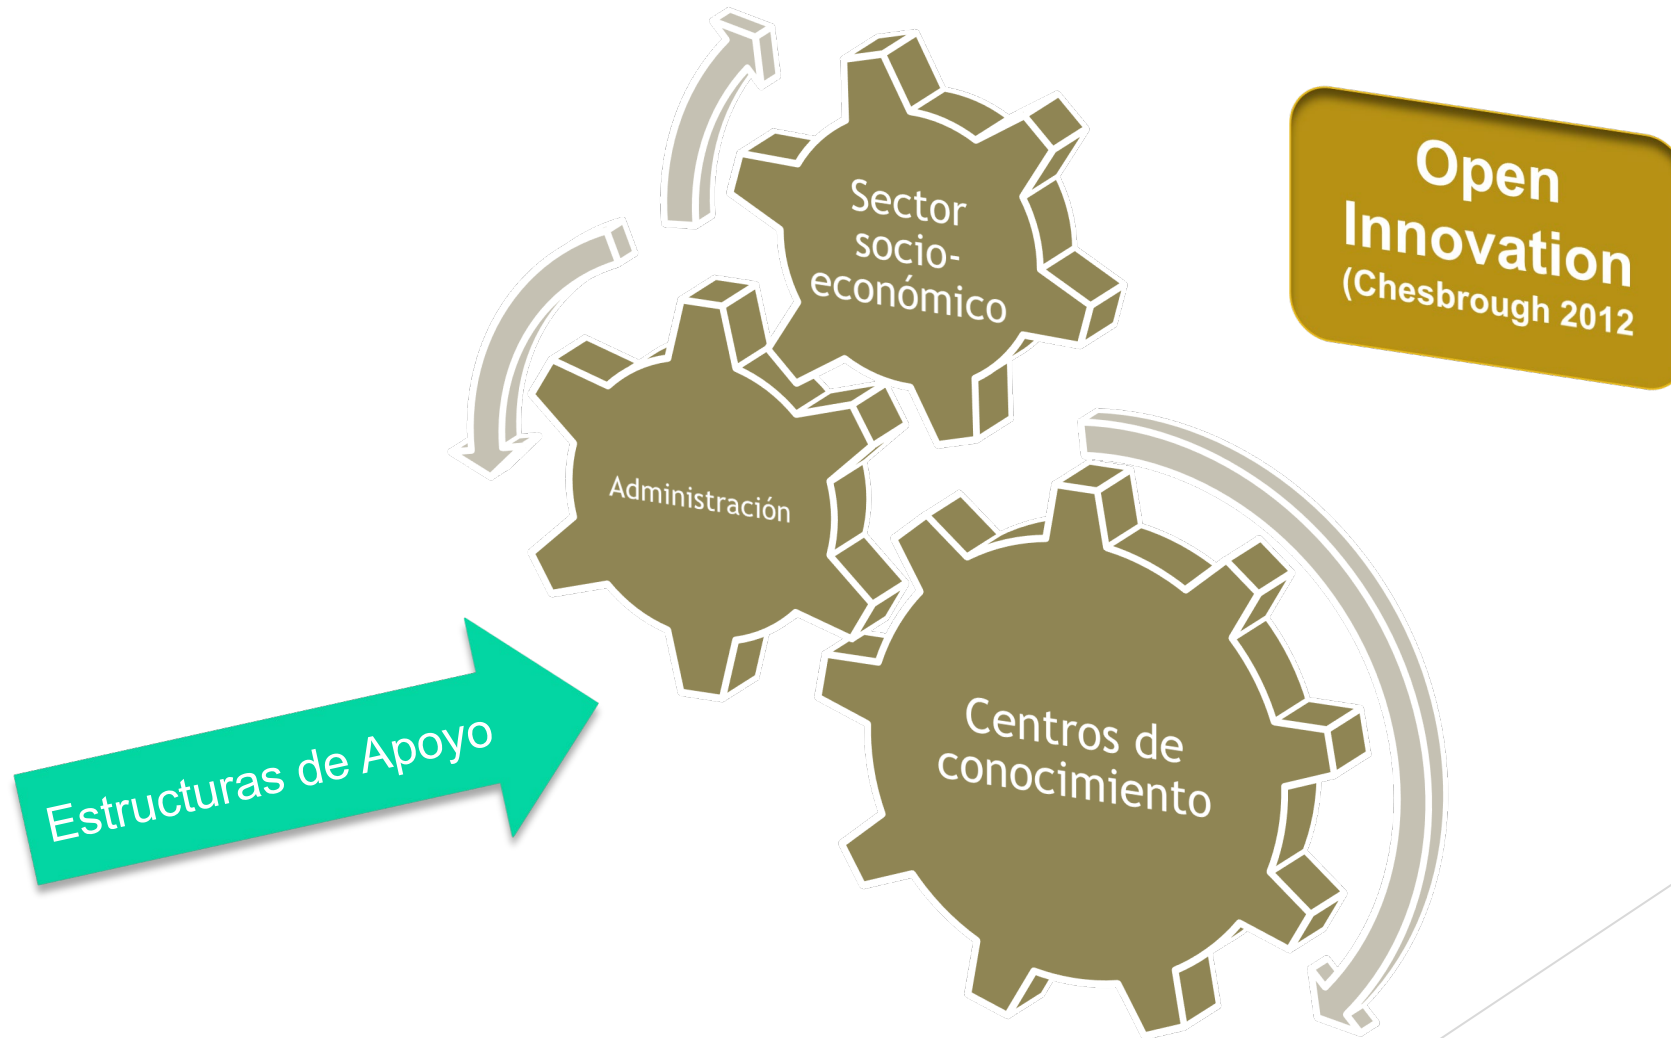 Sector
socio-
económico
Open
Innovation
(Chesbrough 2012
Administración
Centros de
conocimiento
Estructuras de Apoyo